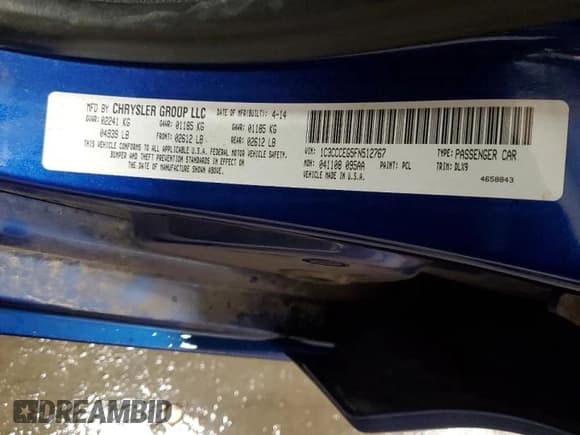 MFD BY CHRYSLER GROUP LLC DATE OF MFR(BUILT): 4-14
GVWR: 02241 KG GAWR: 01185 KG GAWR: 01185 KG
04939 LB FRONT: 02612 LB REAR: 02612 LB
THIS VEHICLE CONFORMS TO ALL APPLICABLE U.S.A. FEDERAL MOTOR VEHICLE SAFETY,
BUMPER AND THEFT PREVENTION STANDARDS IN EFFECT ON
THE DATE OF MANUFACTURE SHOWN ABOVE.
VIN: 1C3CCCEG5FN512767 TYPE: PASSENGER CAR
MDH: 041108 095AA PAINT: PCL TRIM: DLX9
VEHICLE MADE IN U.S.A.
4658843
DREAMBID